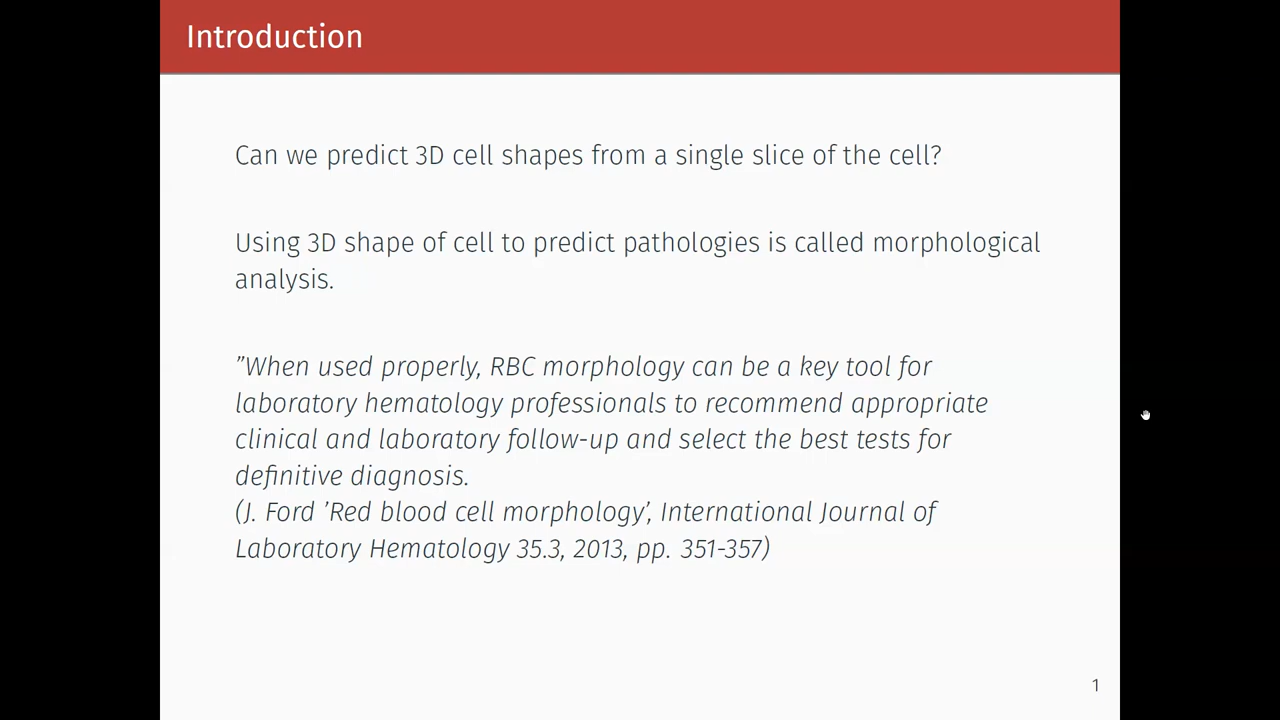 Introduction
Can we predict 3D cell shapes from a single slice of the cell?
Using 3D shape of cell to predict pathologies is called morphological
analysis.
”When used properly, RBC morphology can be a key tool for
laboratory hematology professionals to recommend appropriate
clinical and laboratory follow-up and select the best tests for
definitive diagnosis.
(J. Ford ’Red blood cell morphology’, International Journal of
Laboratory Hematology 35.3, 2013, pp. 351-357)
1